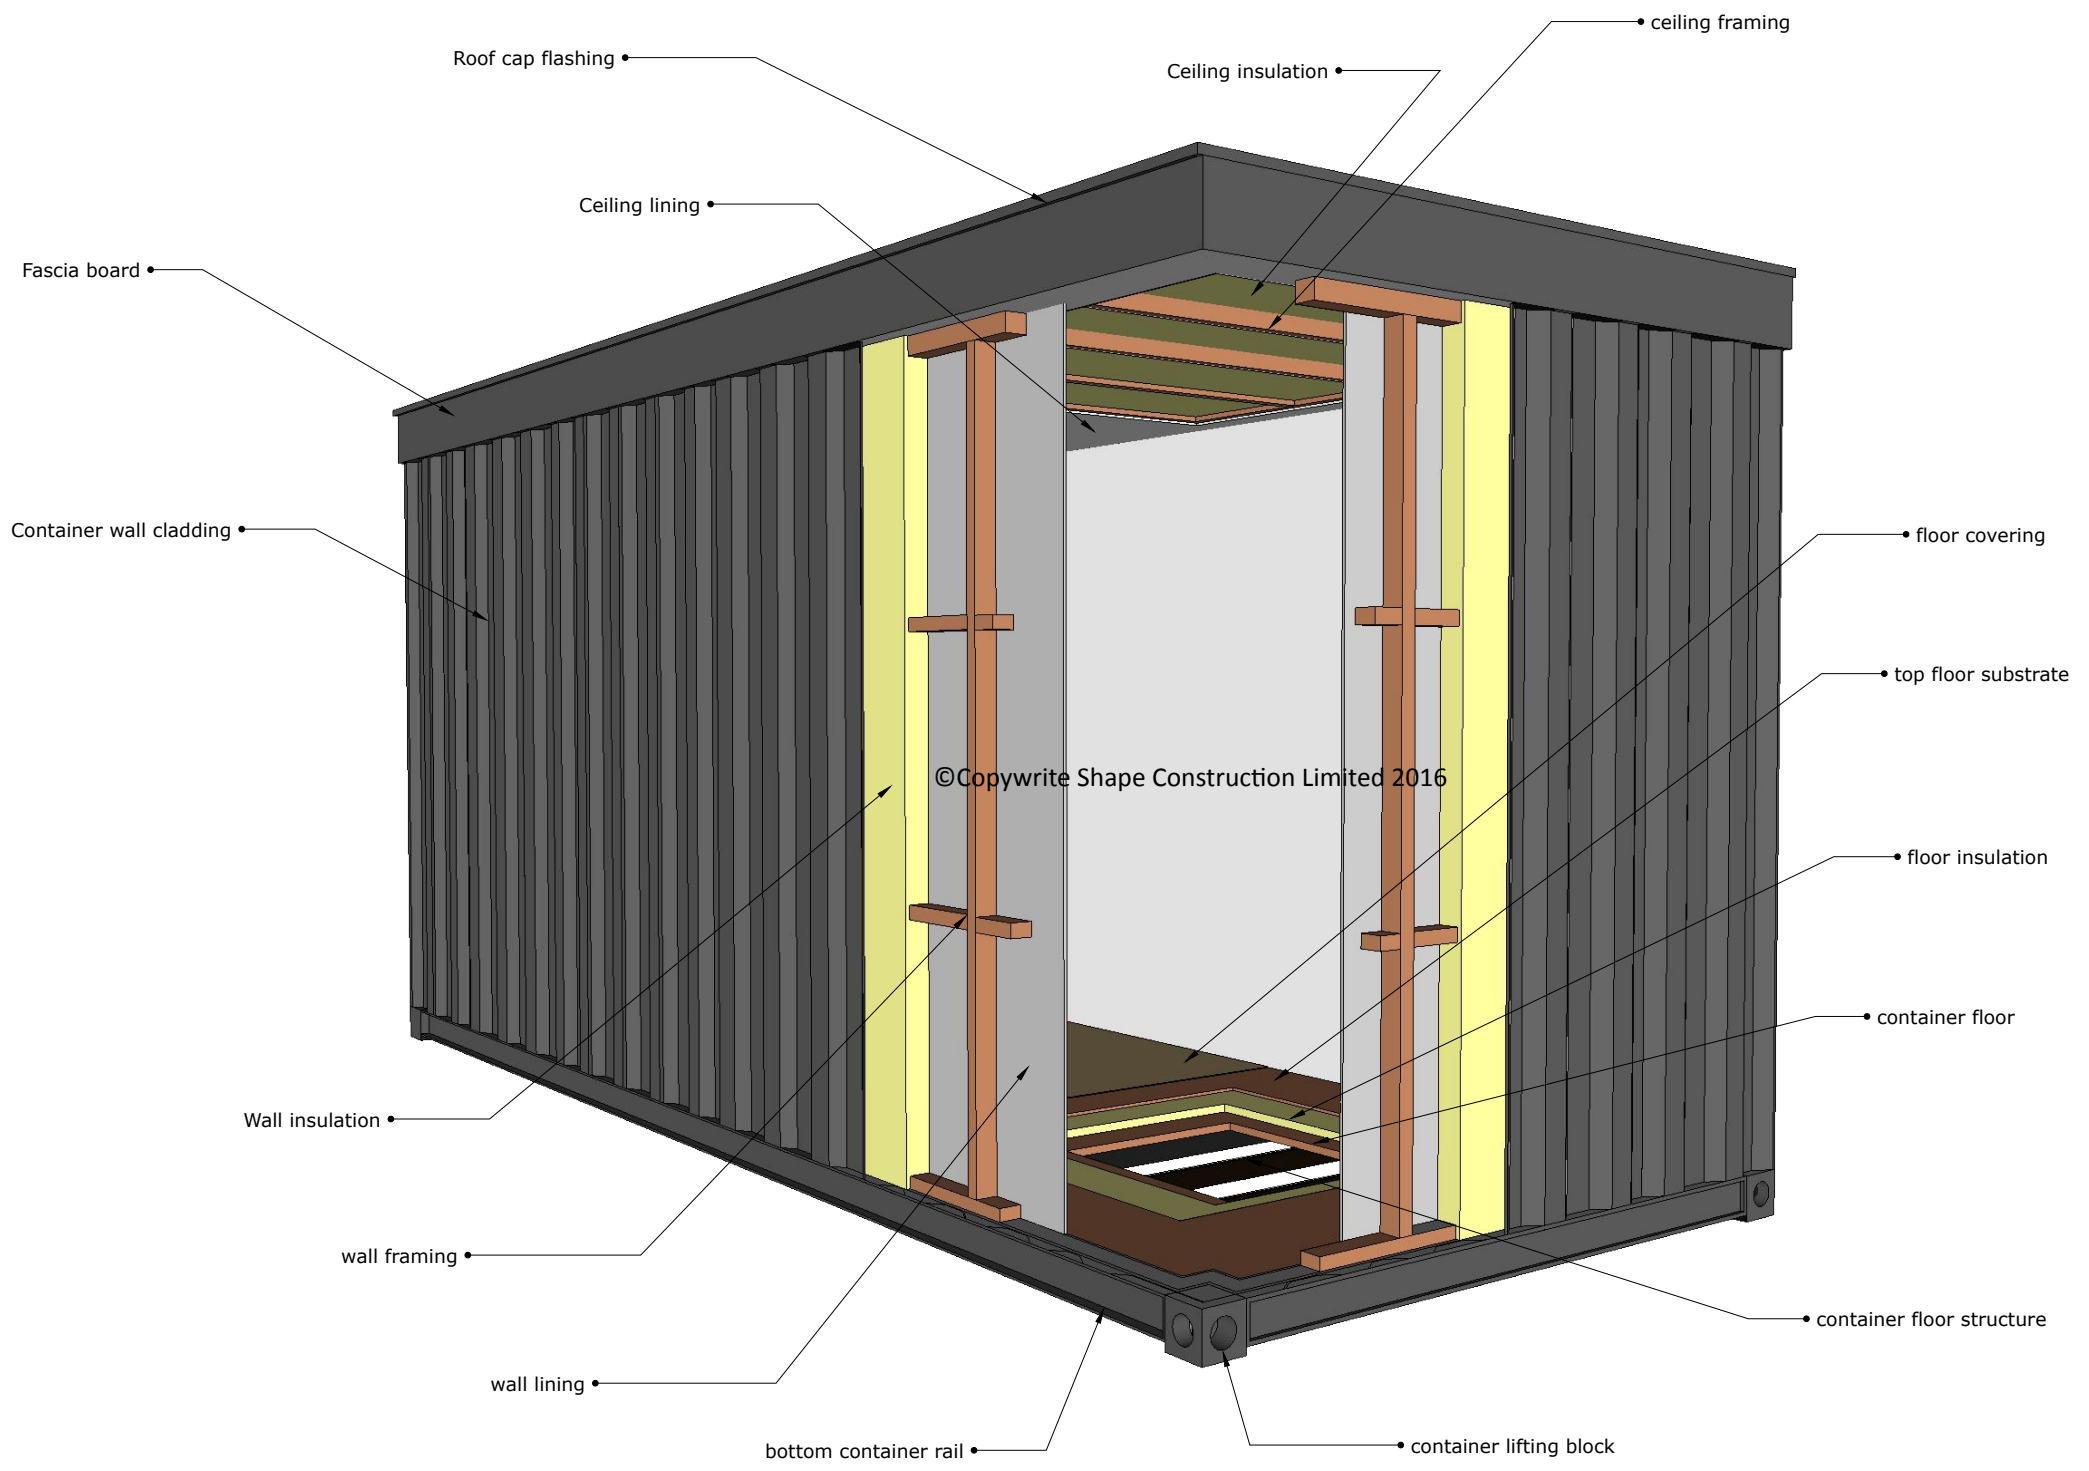 ceiling framing
Roof cap flashing
Ceiling insulation
Ceiling lining
Fascia board
Container wall cladding
floor covering
top floor substrate
©Copywrite Shape Construction Limited 2016
floor insulation
container floor
Wall insulation
wall framing
container floor structure
wall lining
bottom container rail
container lifting block